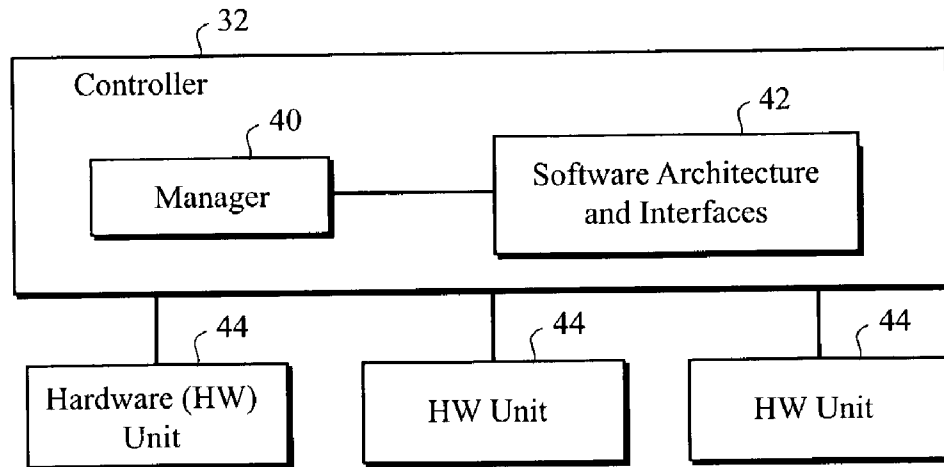 32
Controller
40
42
Manager
Software Architecture
and Interfaces
44
44
44
Hardware (HW)
Unit
HW Unit
HW Unit